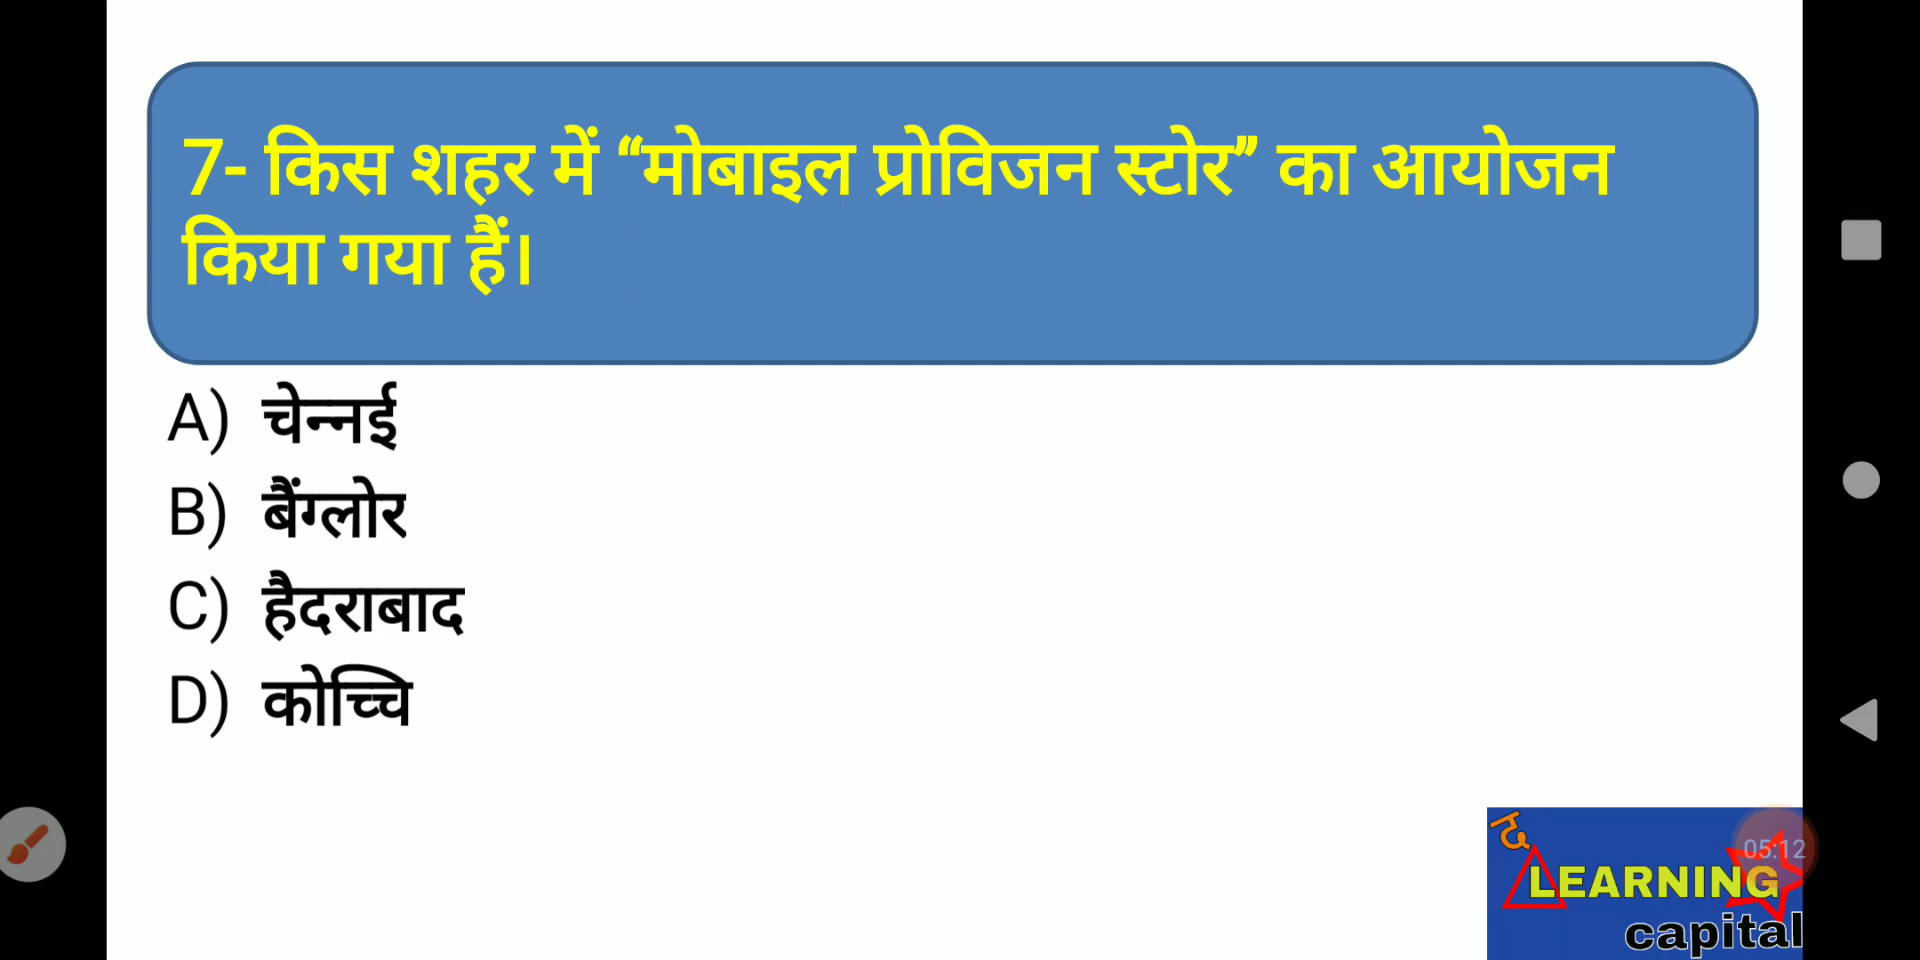 7- किस शहर में “मोबाइल प्रोविजन स्टोर” का आयोजन
किया गया हैं।
A) चेन्नई
B) बैंग्लोर
C) हैदराबाद
D) कोच्चि
द
05:12
LEARNING
capital